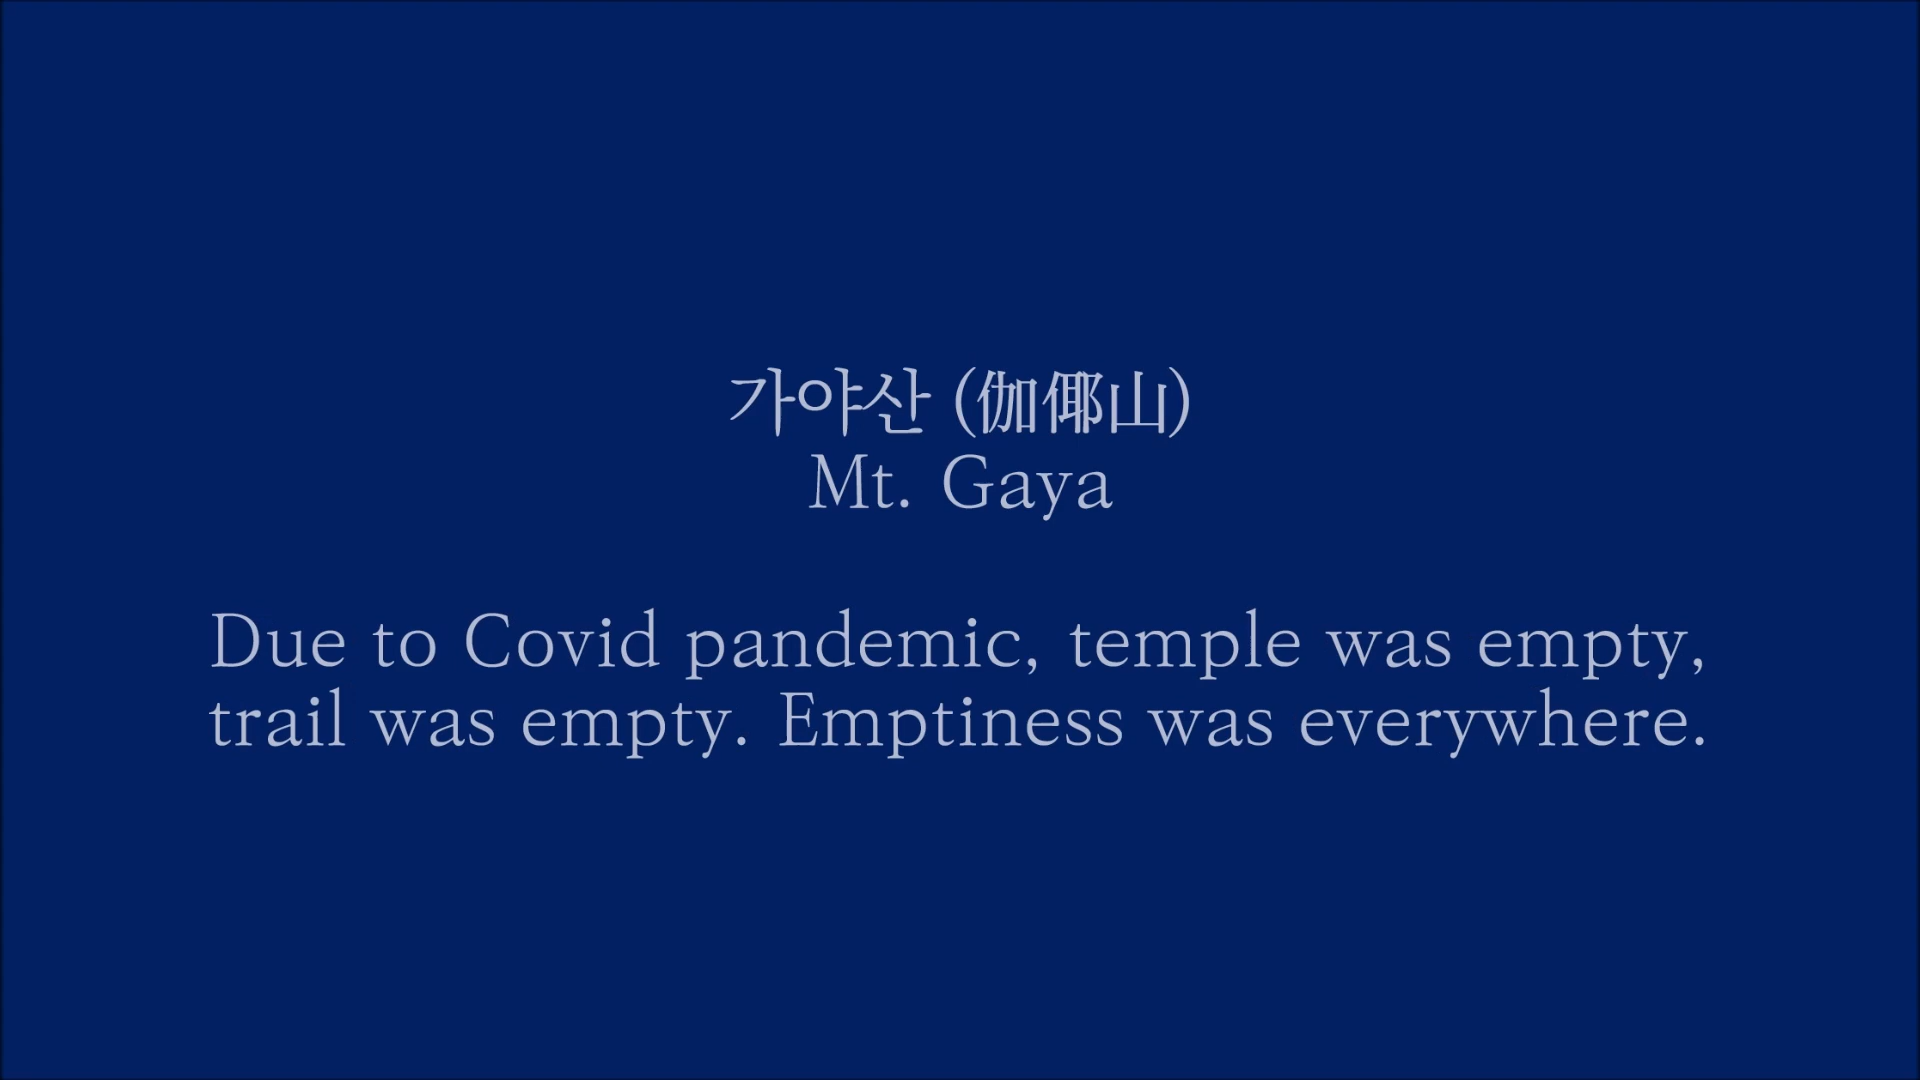 가야산 (伽倻山)
Mt. Gaya
Due to Covid pandemic, temple was empty,
trail was empty. Emptiness was everywhere.